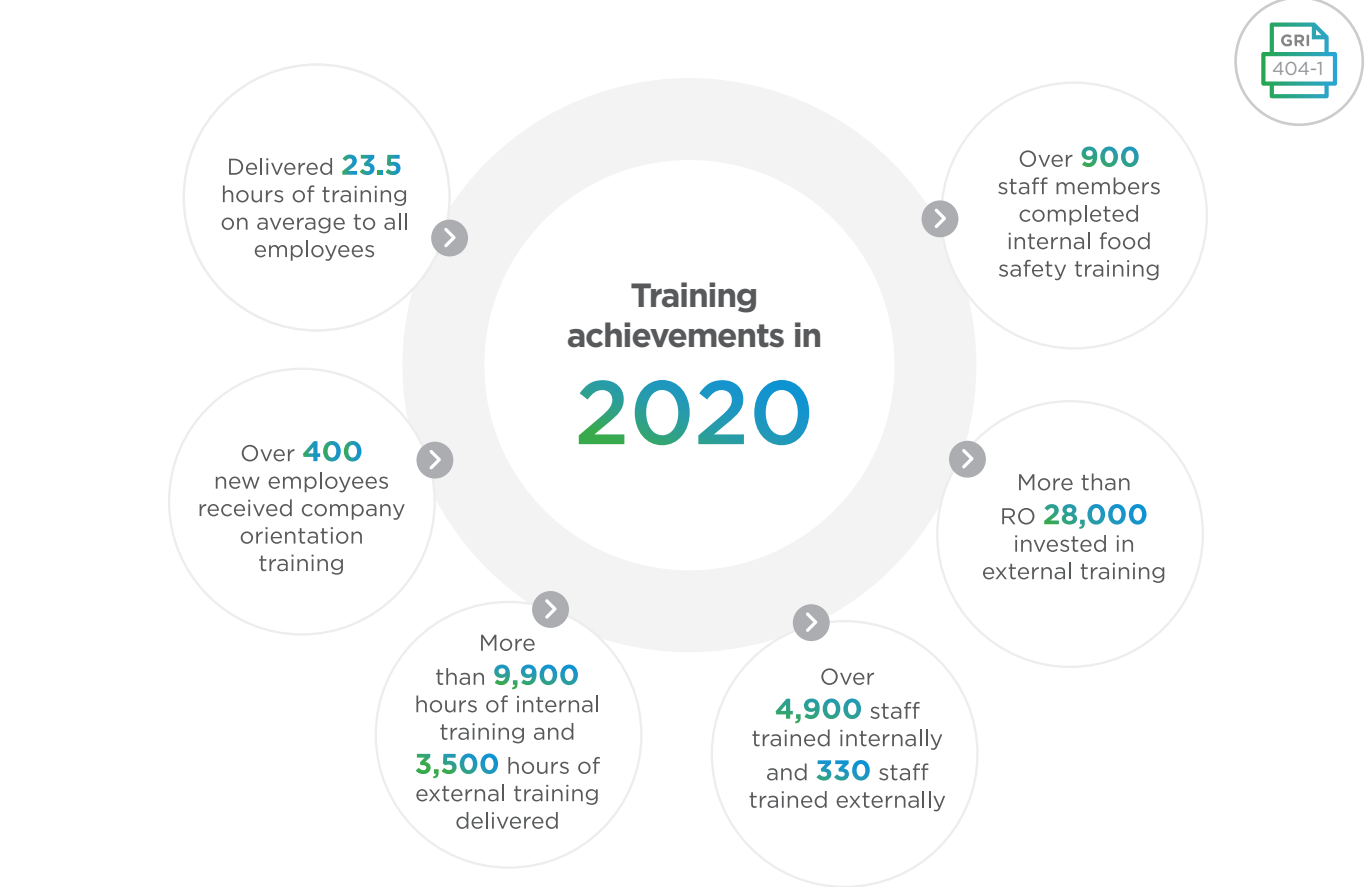 GRI
404-1
Training
achievements in
2020
Delivered 23.5
hours of training
on average to all
employees
Over 400
new employees
received company
orientation
training
More
than 9,900
hours of internal
training and
3,500 hours of
external training
delivered
Over
4,900 staff
trained internally
and 330 staff
trained externally
More than
RO 28,000
invested in
external training
Over 900
staff members
completed
internal food
safety training